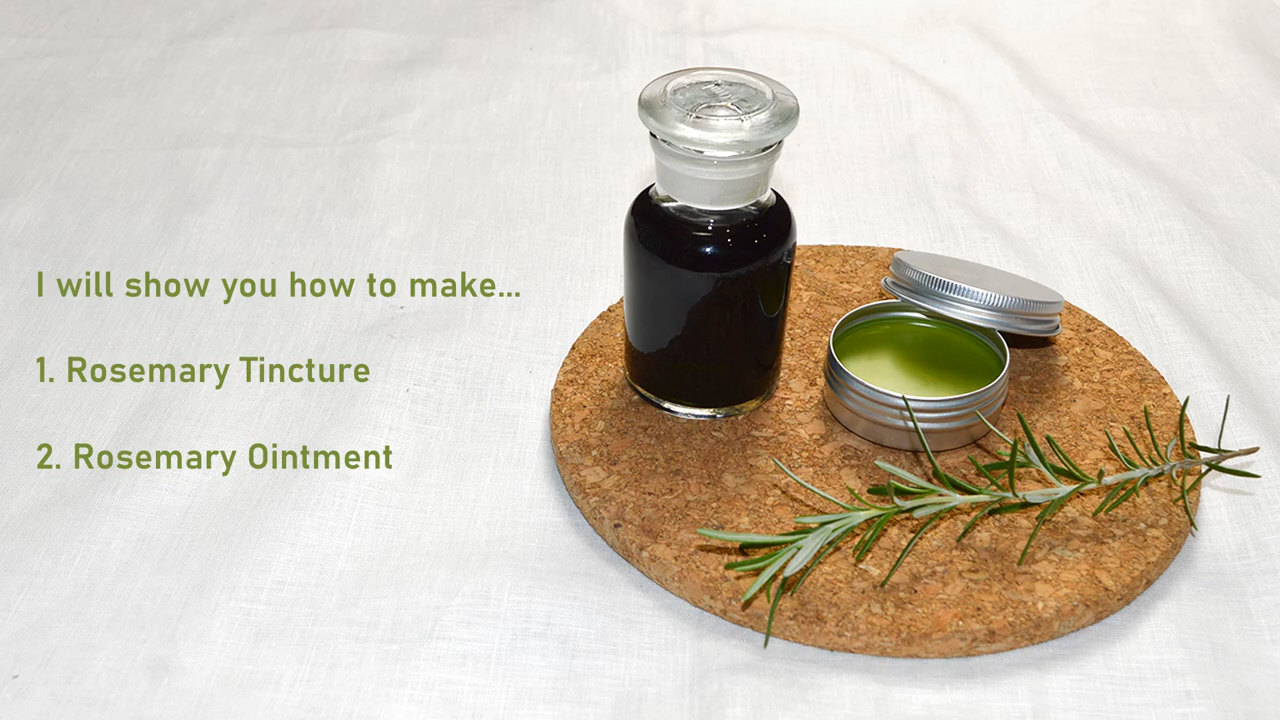 I will show you how to make...
1. Rosemary Tincture
2. Rosemary Ointment